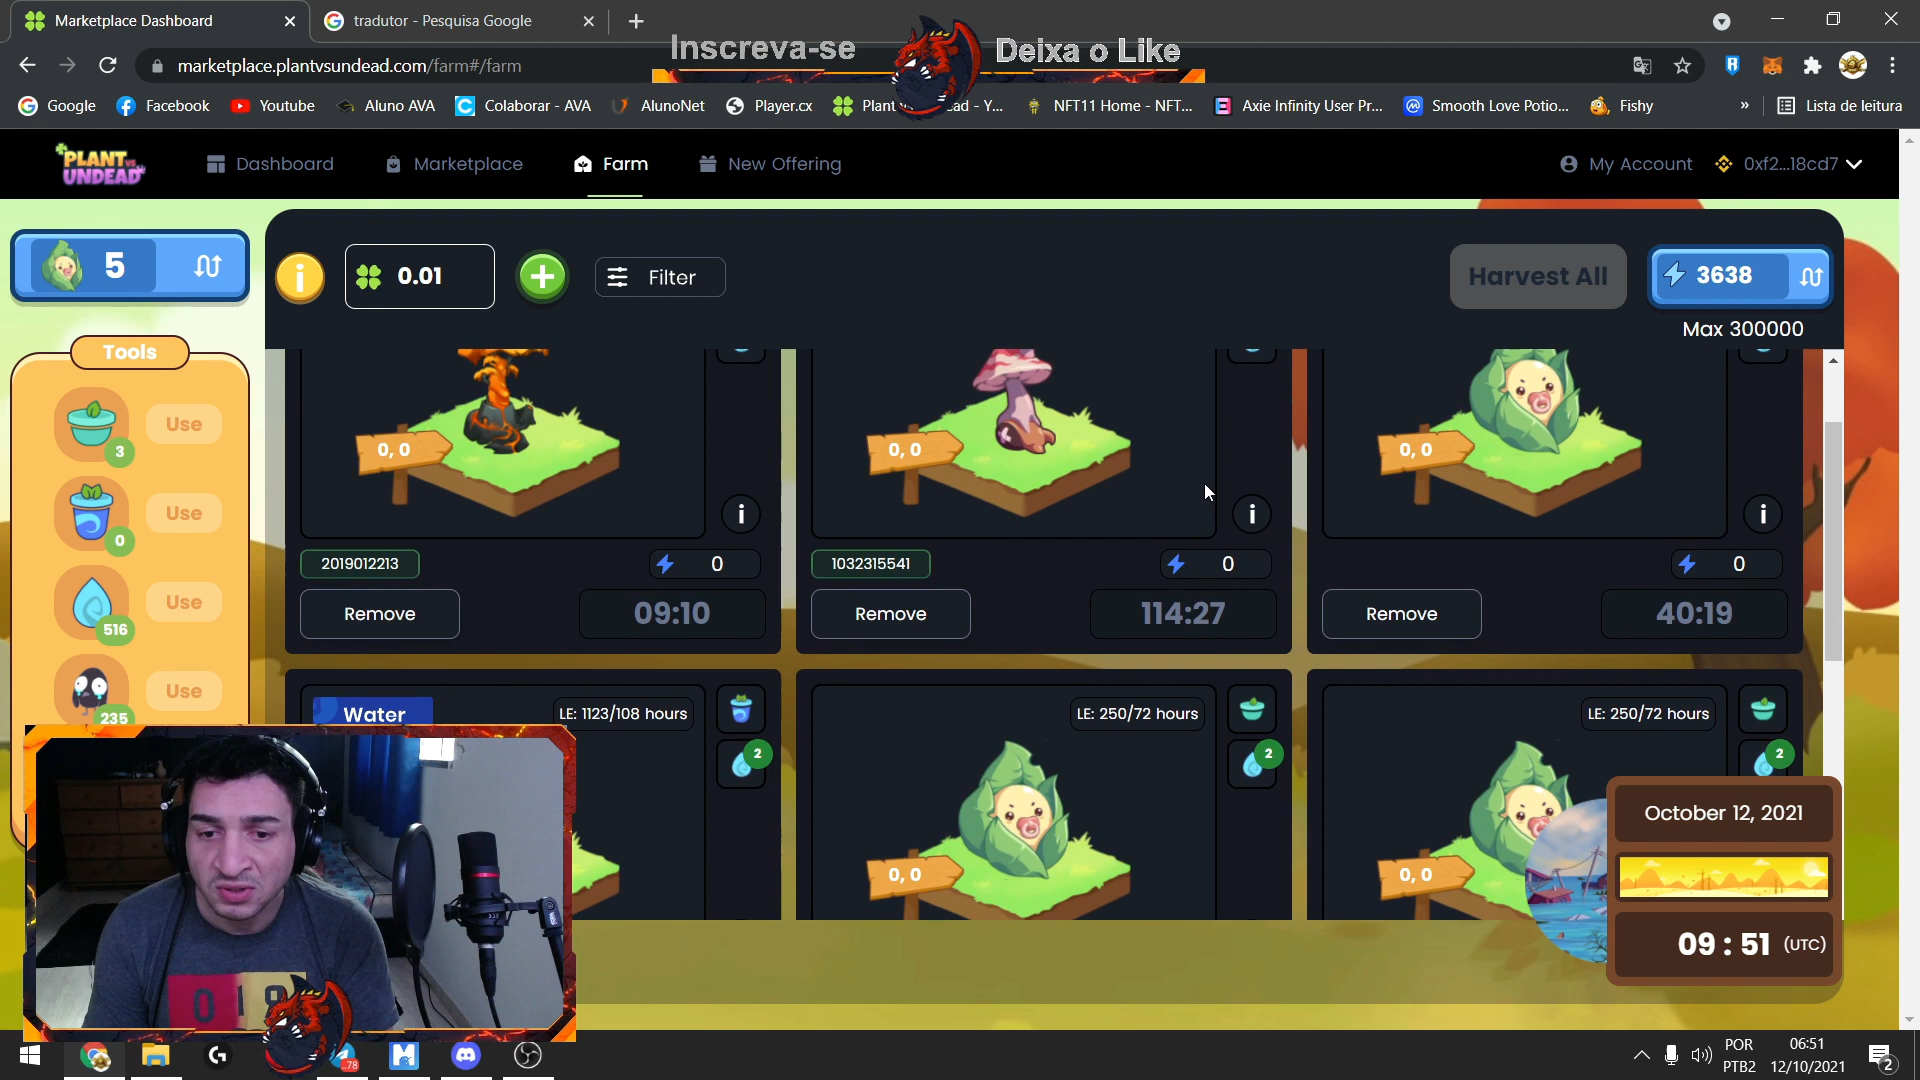 Marketplace Dashboard
tradutor - Pesquisa Google
Inscreva-se
Deixa o Like
marketplace.plantvsundead.com/farm#/farm
Google
Facebook
Youtube
Aluno AVA
Colaborar - AVA
AlunoNet
Player.cx
NFT11 Home - NFT...
Axie Infinity User Pr...
Smooth Love Potio...
Fishy
»
Lista de leitura
PLANT VS UNDEAD
Dashboard
Marketplace
Farm
New Offering
My Account
0xf2...18cd7
5
0.01
Filter
Harvest All
3638
Max 300000
Tools
Use
3
Use
0
Use
516
Use
235
0, 0
0, 0
0, 0
2019012213
0
1032315541
0
0
Remove
09:10
Remove
114:27
Remove
40:19
Water
LE: 1123/108 hours
2
LE: 250/72 hours
2
LE: 250/72 hours
2
0, 0
0, 0
October 12, 2021
09 : 51 (UTC)
POR
PTB2
06:51
12/10/2021
2